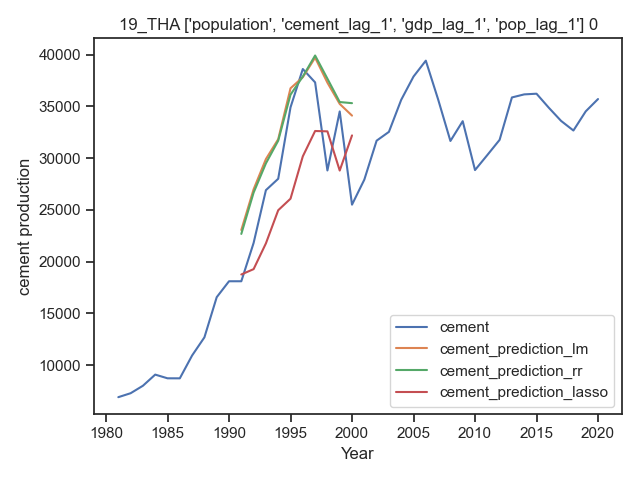 19_THA ['population', 'cement_lag_1', 'gdp_lag_1', 'pop_lag_1'] 0
40000
35000
30000
25000
20000
15000
10000
cement production
cement
cement_prediction_lm
cement_prediction_rr
cement_prediction_lasso
1980 1985 1990 1995 2000 2005 2010 2015 2020
Year